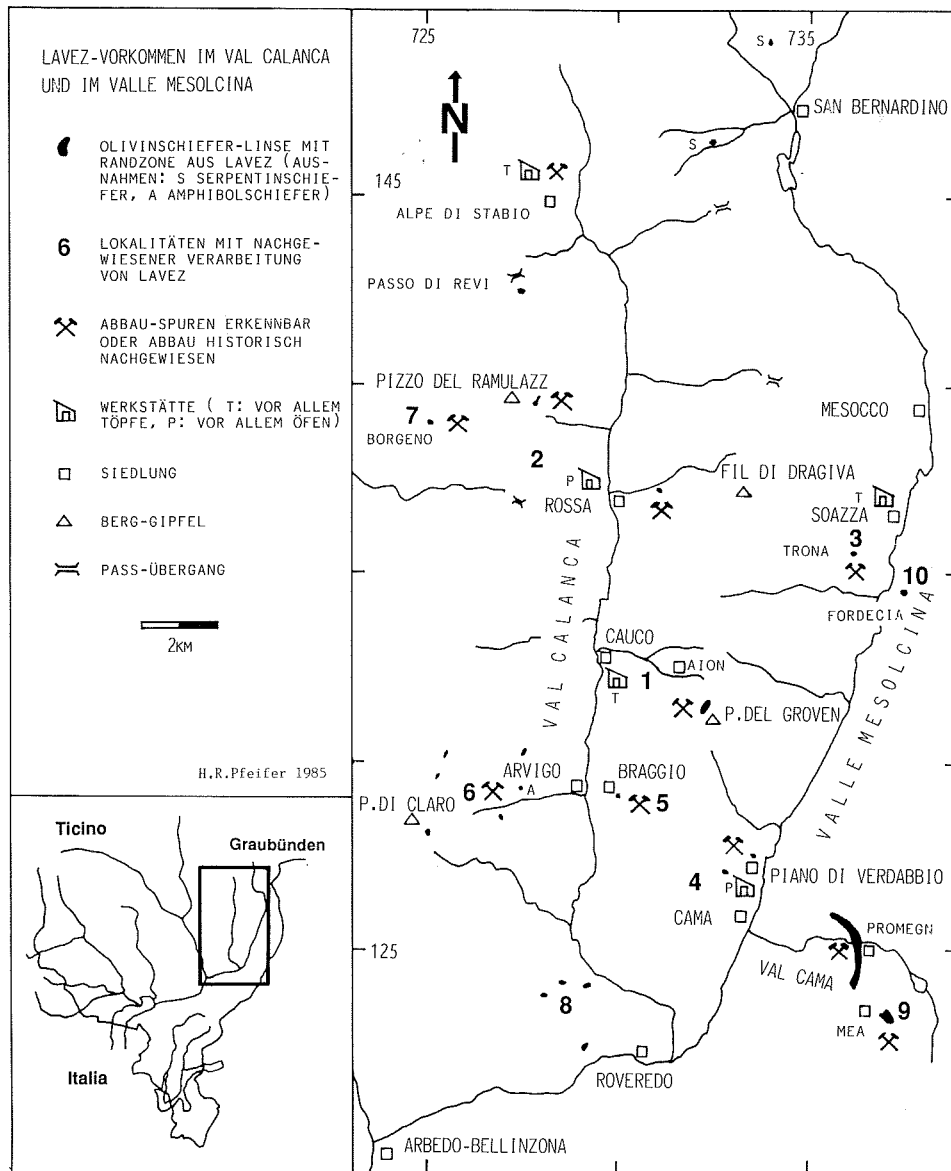 LAVEZ-VORKOMMEN IM VAL CALANCA
UND IM VALLE MESOLCINA
OLIVINSCHIEFER-LINSE MIT
RANDZONE AUS LAVEZ (AUS-
NAHMEN: S SERPENTINSCHIE-
FER, A AMPHIBOLSCHIEFER)
6
LOKALITÄTEN MIT NACHGE-
WIESENER VERARBEITUNG
VON LAVEZ
ABBAU-SPUREN ERKENNBAR
ODER ABBAU HISTORISCH
NACHGEWIESEN
WERKSTÄTTE ( T: VOR ALLEM
TÖPFE, P: VOR ALLEM ÖFEN)
SIEDLUNG
BERG-GIPFEL
PASS-ÜBERGANG
2KM
H.R.Pfeifer 1985
Ticino
Graubünden
Italia
725
735
S
N
SAN BERNARDINO
S
T
145
ALPE DI STABIO
PASSO DI REVI
PIZZO DEL RAMULAZZ
7
BORGENO
MESOCCO
2
P
ROSSA
FIL DI DRAGIVA
T
SOAZZA
3
TRONA
10
FORDECIA
VAL CALANCA
CAUCO
AION
1
T
P.DEL GROVEN
VALLE MESOLCINA
ARVIGO
BRAGGIO
6
A
5
P.DI CLARO
4
P
PIANO DI VERDABBIO
CAMA
PROMEGN
125
VAL CAMA
8
9
MEA
ROVEREDO
ARBEDO-BELLINZONA